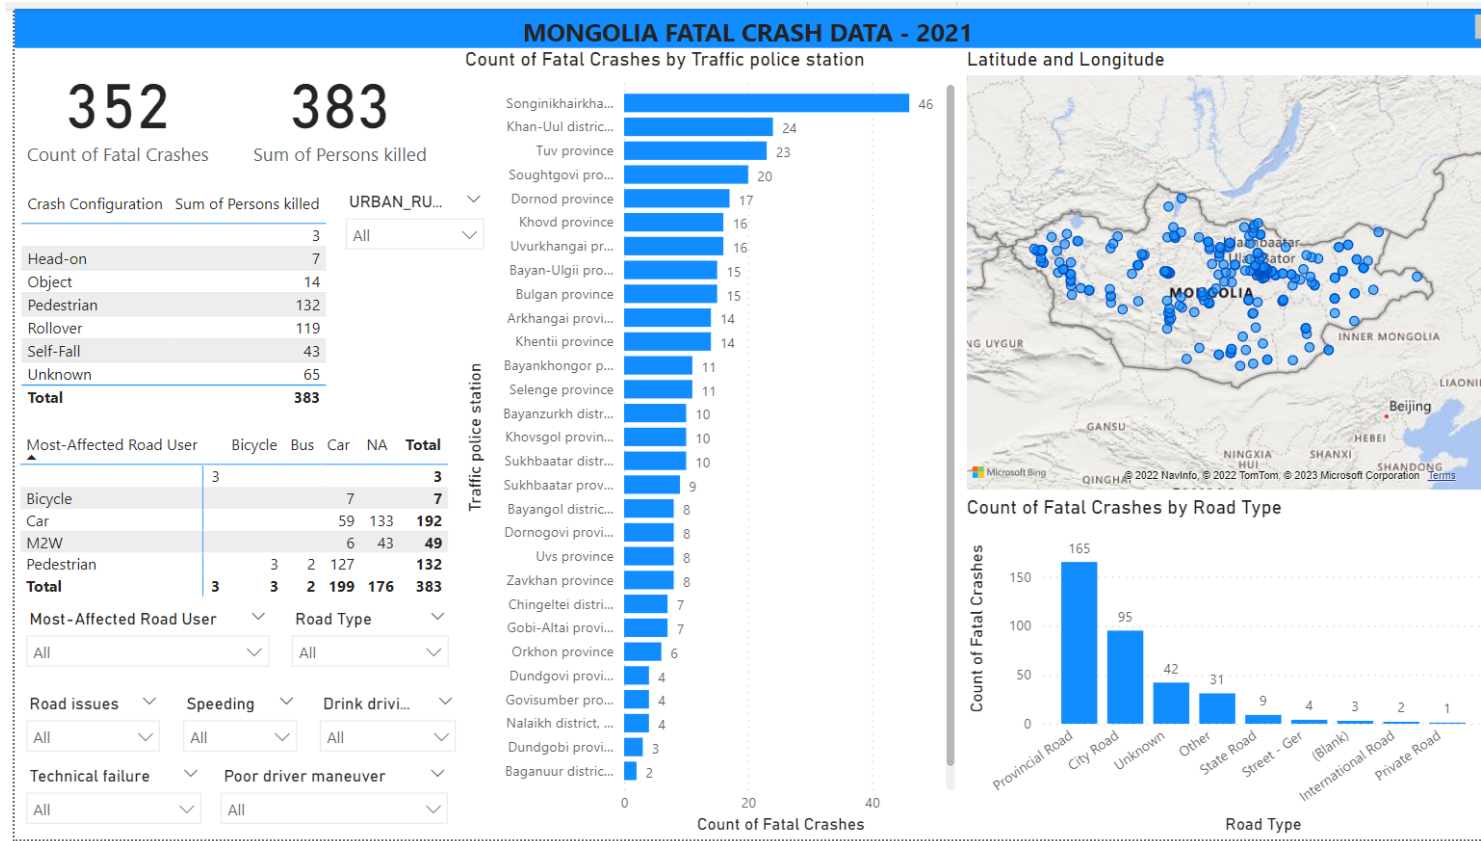 MONGOLIA FATAL CRASH DATA - 2021
352
Count of Fatal Crashes
383
Sum of Persons killed
Crash Configuration Sum of Persons killed
3
Head-on 7
Object 14
Pedestrian 132
Rollover 119
Self-Fall 43
Unknown 65
Total 383
URBAN_RU...
All
Most-Affected Road User Bicycle Bus Car NA Total
3 3
Bicycle 7 7
Car 59 133 192
M2W 6 43 49
Pedestrian 3 2 127 132
Total 3 3 2 199 176 383
Most-Affected Road User
All
Road Type
All
Road issues
All
Speeding
All
Drink drivi...
All
Technical failure
All
Poor driver maneuver
All
Count of Fatal Crashes by Traffic police station
Traffic police station
Songinikhairkha... 46
Khan-Uul distric... 24
Tuv province 23
Soughtgovi pro... 20
Dornod province 17
Khovd province 16
Uvurkhangai pr... 16
Bayan-Ulgii pro... 15
Bulgan province 15
Arkhangai provi... 14
Khentii province 14
Bayankhongor p... 11
Selenge province 11
Bayanzurkh distr... 10
Khovsgol provin... 10
Sukhbaatar distr... 10
Sukhbaatar prov... 9
Bayangol distric... 8
Dornogovi provi... 8
Uvs province 8
Zavkhan province 8
Chingeltei distri... 7
Gobi-Altai provi... 7
Orkhon province 6
Dundgovi provi... 4
Govisumber pro... 4
Nalaikh district, ... 4
Dundgobi provi... 3
Baganuur distric... 2
0 20 40
Count of Fatal Crashes
Latitude and Longitude
Ulaanbaatar
Ulan Bator
MONGOLIA
NG UYGUR
INNER MONGOLIA
LIAONI
Beijing
GANSU
HEBEI
NINGXIA
HUI
SHANXI
SHANDONG
QINGHA
Microsoft Bing
© 2022 NavInfo, © 2022 TomTom, © 2023 Microsoft Corporation Terms
Count of Fatal Crashes by Road Type
Count of Fatal Crashes
150
100
50
0
165
95
42
31
9
4
3
2
1
Provincial Road
City Road
Unknown
Other
State Road
Street - Ger
(Blank)
International Road
Private Road
Road Type